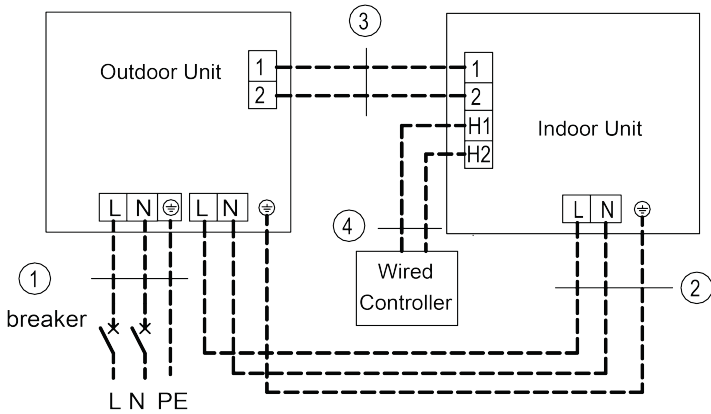 3
Outdoor Unit
1
2
1
2
H1
H2
Indoor Unit
L N
L N
L N
4
Wired
Controller
1
breaker
2
L N PE